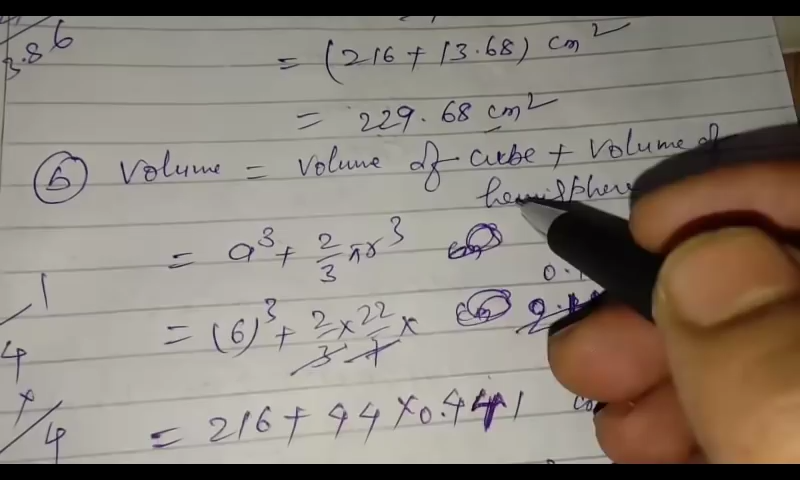 3.86
= (216 + 13.68) cm²
= 229.68 cm²
⑥ Volume = Volume of cube + Volume of
hemisphere
= a³ + 2/3 πr³
= (6)³ + 2/3 × 22/7 ×
= 216 + 44 × 0.441